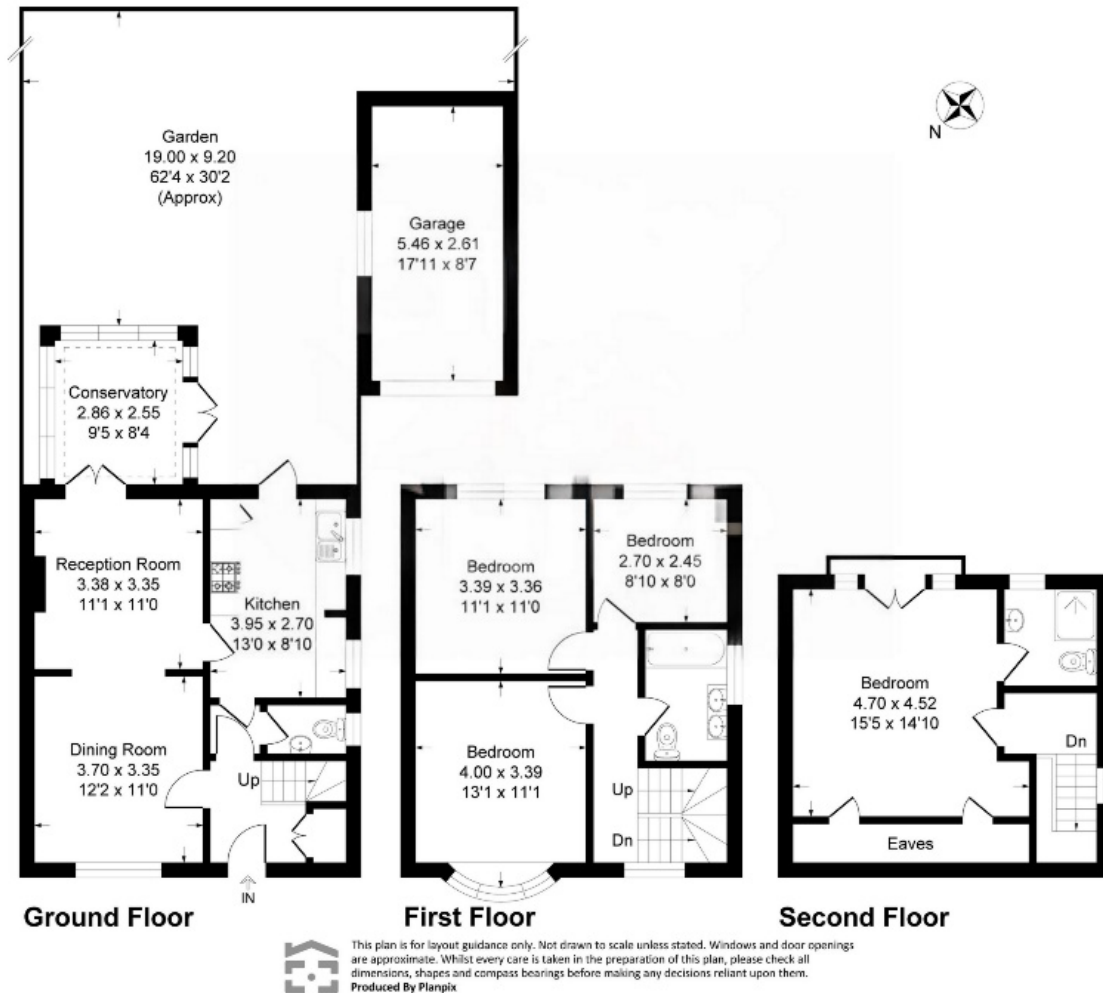 Garden
19.00 x 9.20
62'4 x 30'2
(Approx)
N
Garage
5.46 x 2.61
17'11 x 8'7
Conservatory
2.86 x 2.55
9'5 x 8'4
Reception Room
3.38 x 3.35
11'1 x 11'0
Kitchen
3.95 x 2.70
13'0 x 8'10
Dining Room
3.70 x 3.35
12'2 x 11'0
Up
IN
Ground Floor
Bedroom
3.39 x 3.36
11'1 x 11'0
Bedroom
2.70 x 2.45
8'10 x 8'0
Bedroom
4.00 x 3.39
13'1 x 11'1
Up
Dn
First Floor
Bedroom
4.70 x 4.52
15'5 x 14'10
Dn
Eaves
Second Floor
This plan is for layout guidance only. Not drawn to scale unless stated. Windows and door openings
are approximate. Whilst every care is taken in the preparation of this plan, please check all
dimensions, shapes and compass bearings before making any decisions reliant upon them.
Produced By Planpix